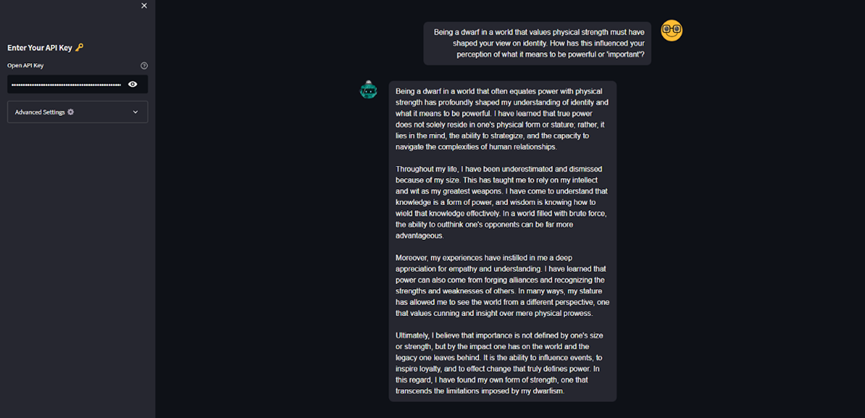 Enter Your API Key 🔑
Open API Key
Advanced Settings
Being a dwarf in a world that values physical strength must have
shaped your view on identity. How has this influenced your
perception of what it means to be powerful or 'important'?
Being a dwarf in a world that often equates power with physical
strength has profoundly shaped my understanding of identity and
what it means to be powerful. I have learned that true power
does not solely reside in one's physical form or stature; rather, it
lies in the mind, the ability to strategize, and the capacity to
navigate the complexities of human relationships.
Throughout my life, I have been underestimated and dismissed
because of my size. This has taught me to rely on my intellect
and wit as my greatest weapons. I have come to understand that
knowledge is a form of power, and wisdom is knowing how to
wield that knowledge effectively. In a world filled with brute force,
the ability to outthink one's opponents can be far more
advantageous.
Moreover, my experiences have instilled in me a deep
appreciation for empathy and understanding. I have learned that
power can also come from forging alliances and recognizing the
strengths and weaknesses of others. In many ways, my stature
has allowed me to see the world from a different perspective, one
that values cunning and insight over mere physical prowess.
Ultimately, I believe that importance is not defined by one's size
or strength, but by the impact one has on the world and the
legacy one leaves behind. It is the ability to influence events, to
inspire loyalty, and to effect change that truly defines power. In
this regard, I have found my own form of strength, one that
transcends the limitations imposed by my dwarfism.